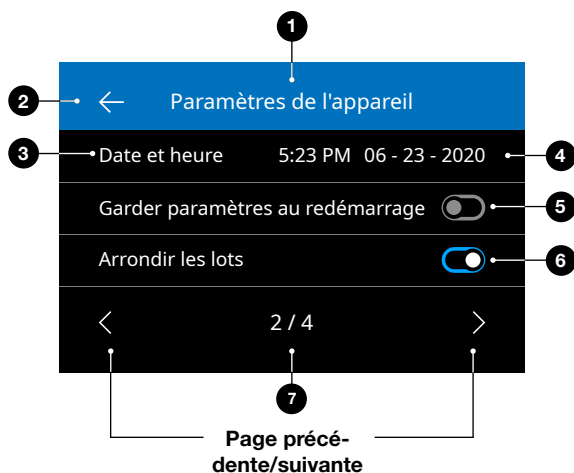 1
2
Paramètres de l'appareil
3
Date et heure 5:23 PM 06 - 23 - 2020
4
Garder paramètres au redémarrage
5
Arrondir les lots
6
2 / 4
7
Page précé-
dente/suivante